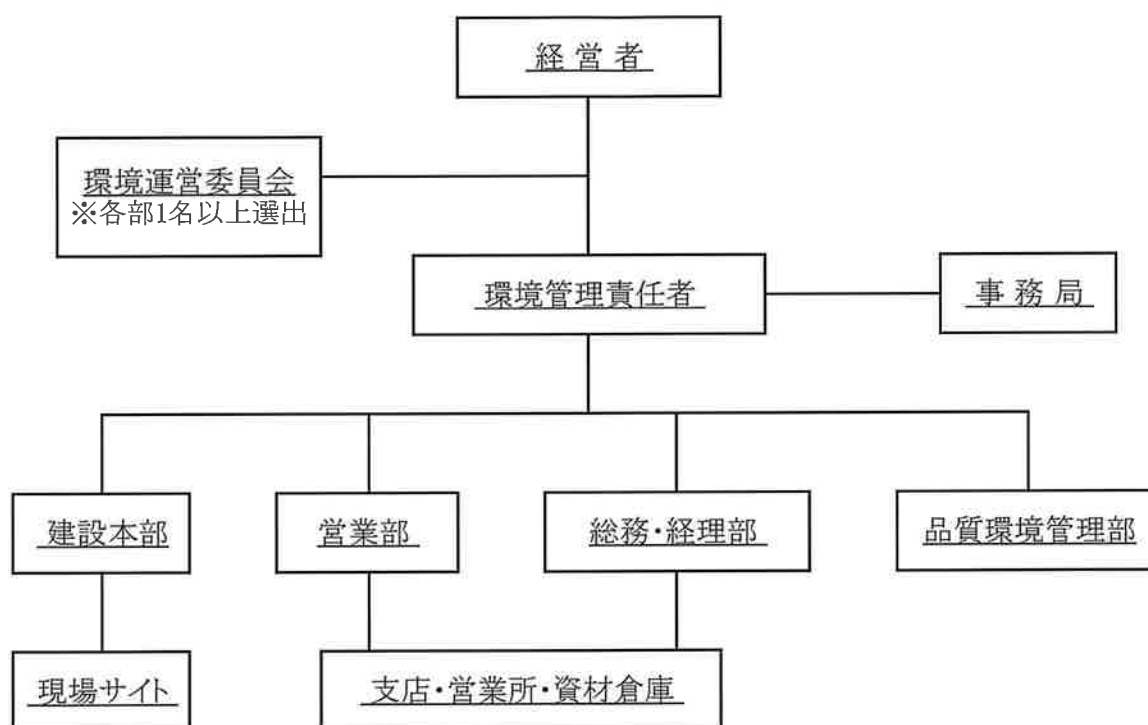 経営者
環境運営委員会
※各部1名以上選出
環境管理責任者
事務局
建設本部
営業部
総務・経理部
品質環境管理部
現場サイト
支店・営業所・資材倉庫